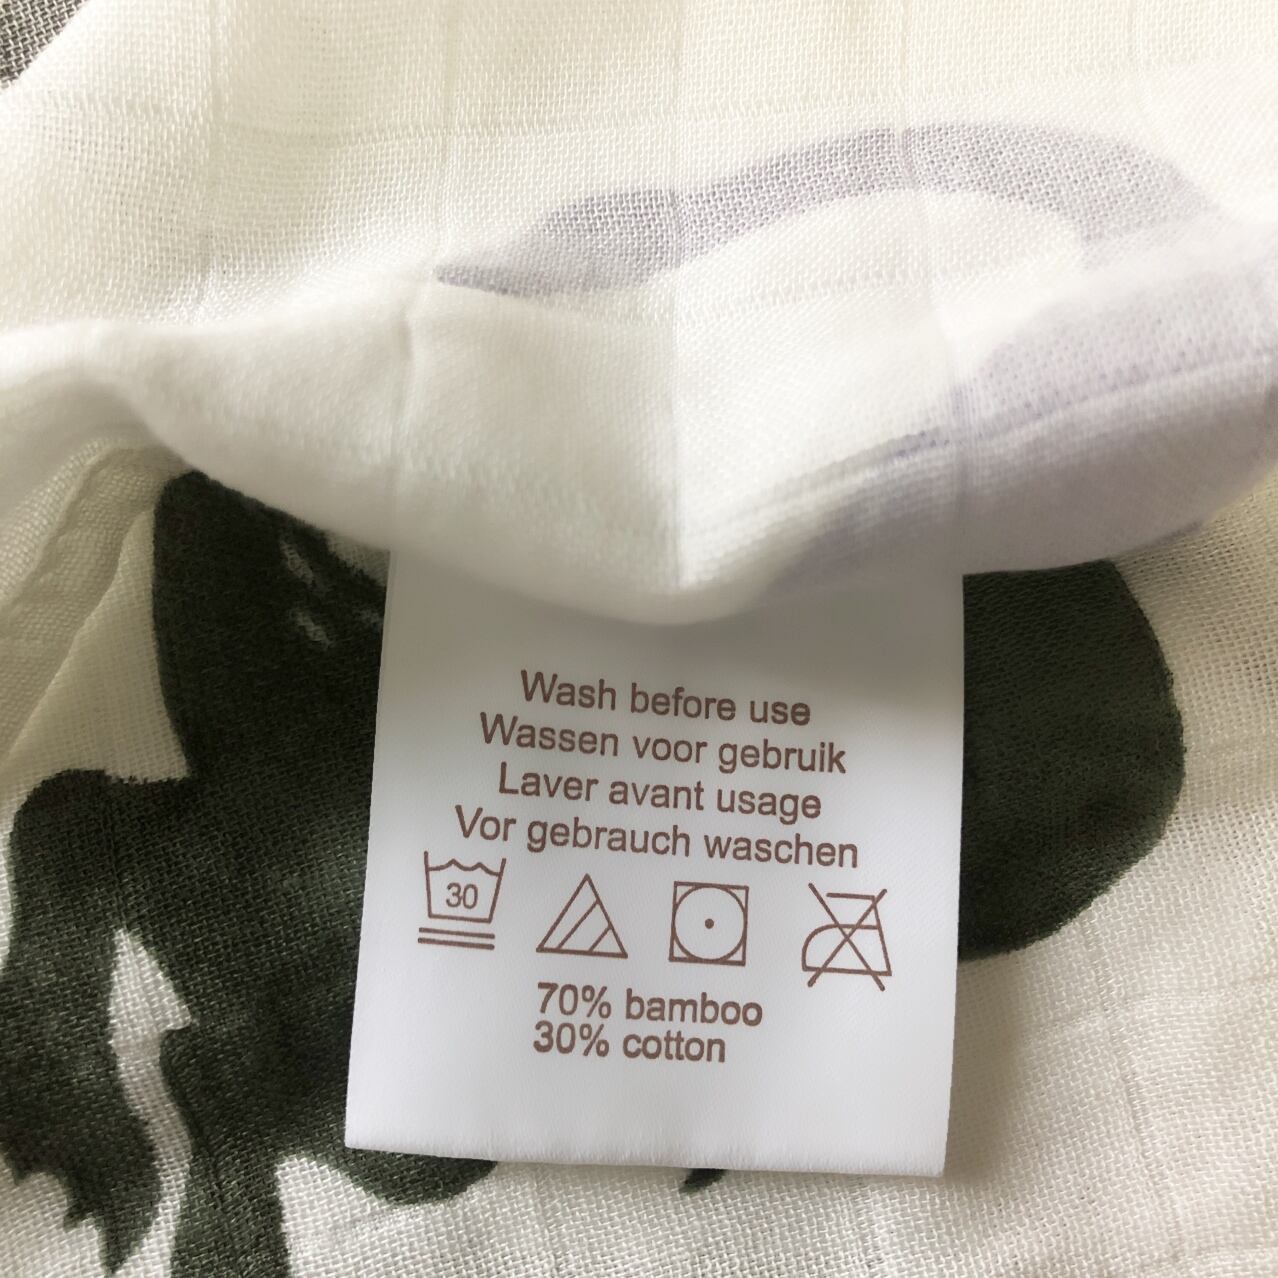 Wash before use
Wassen voor gebruik
Laver avant usage
Vor gebrauch waschen
30
70% bamboo
30% cotton